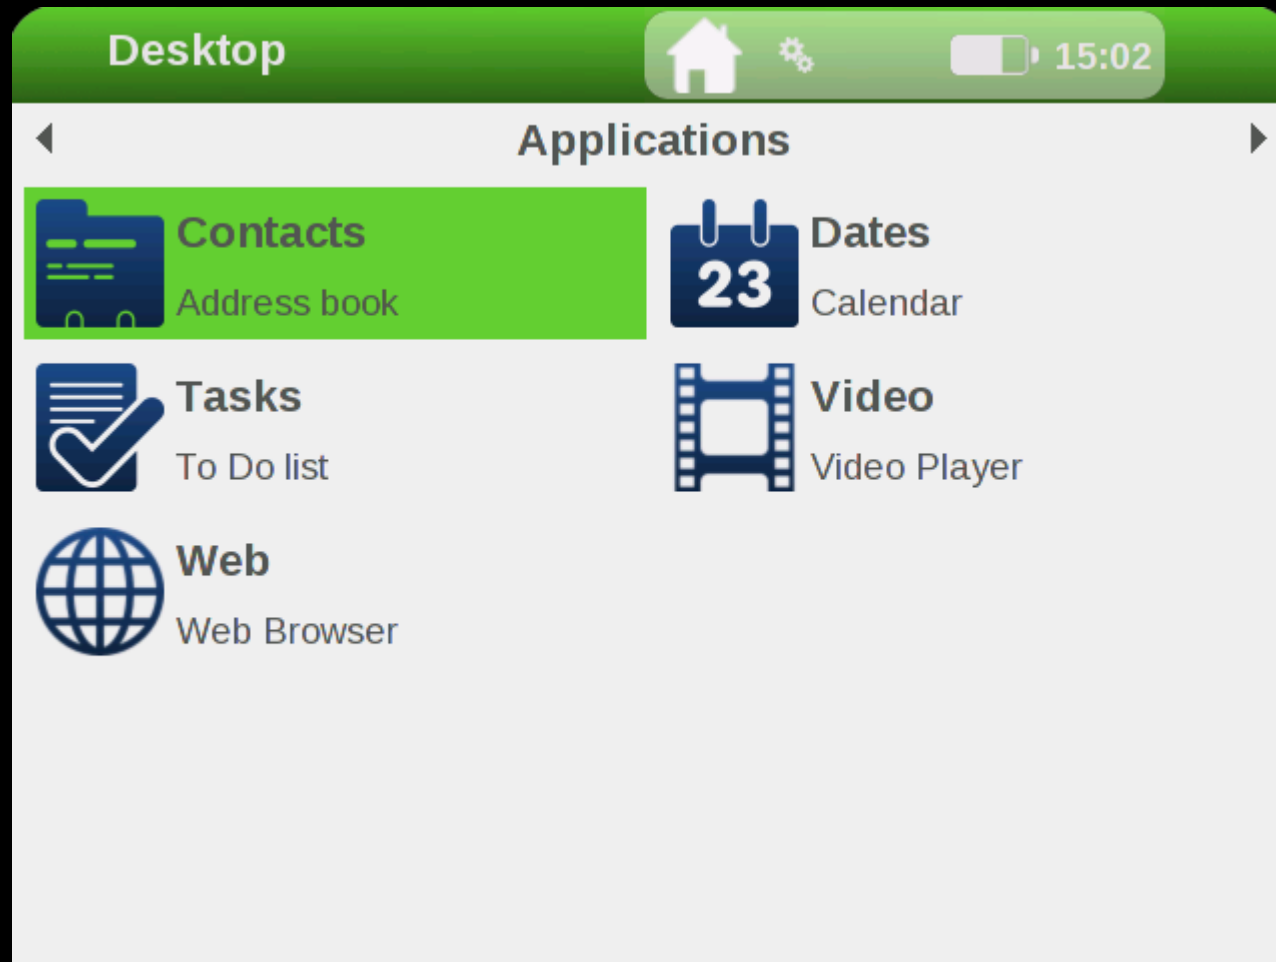 Desktop
15:02
Applications
Contacts
Address book
Dates
23
Calendar
Tasks
To Do list
Video
Video Player
Web
Web Browser